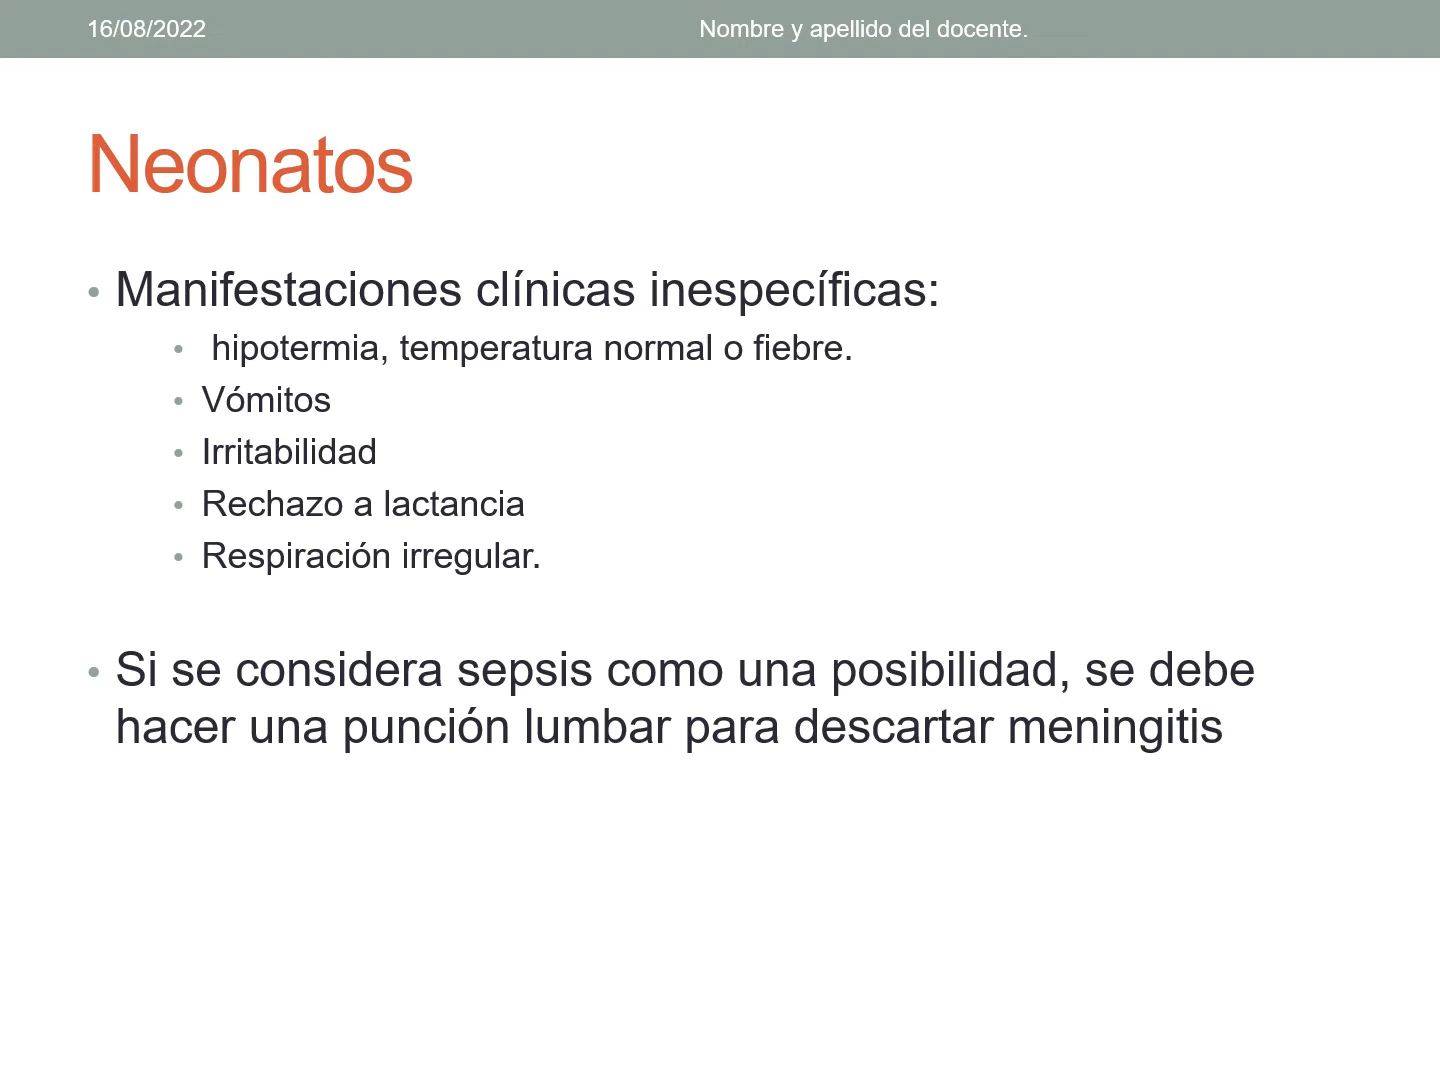 16/08/2022 Nombre y apellido del docente.
Neonatos
• Manifestaciones clínicas inespecíficas:
• hipotermia, temperatura normal o fiebre.
• Vómitos
• Irritabilidad
• Rechazo a lactancia
• Respiración irregular.
• Si se considera sepsis como una posibilidad, se debe
hacer una punción lumbar para descartar meningitis